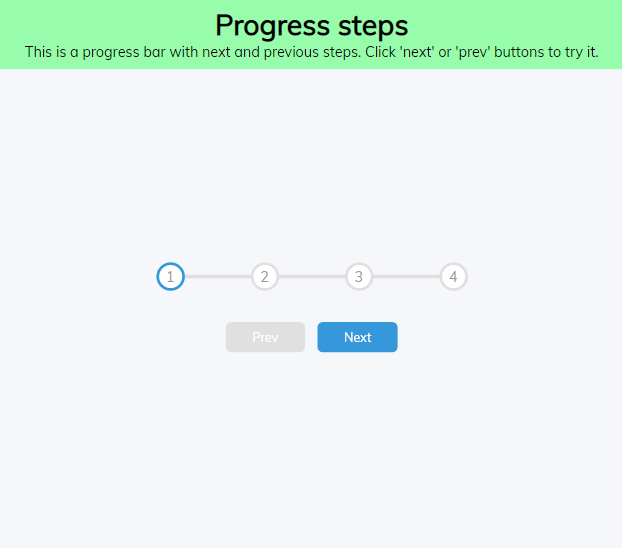 Progress steps
This is a progress bar with next and previous steps. Click 'next' or 'prev' buttons to try it.
1 2 3 4
Prev Next